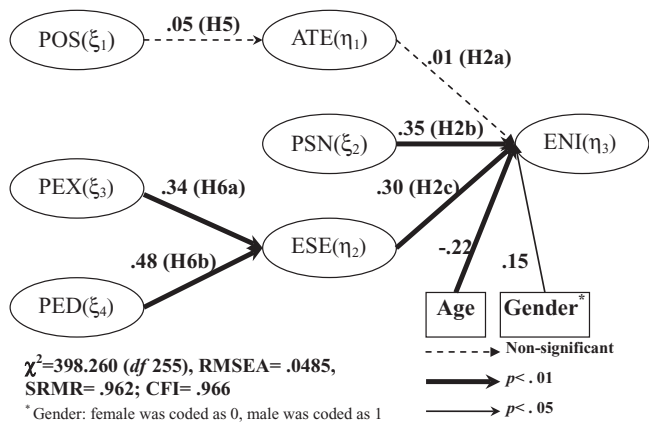 POS(ξ₁)
.05 (H5)
ATE(η₁)
.01 (H2a)
PSN(ξ₂)
.35 (H2b)
ENI(η₃)
PEX(ξ₃)
.34 (H6a)
.30 (H2c)
ESE(η₂)
.48 (H6b)
-.22
.15
PED(ξ₄)
Age
Gender*
χ²=398.260 (df 255), RMSEA= .0485,
SRMR= .962; CFI= .966
* Gender: female was coded as 0, male was coded as 1
Non-significant
p< . 01
p< . 05